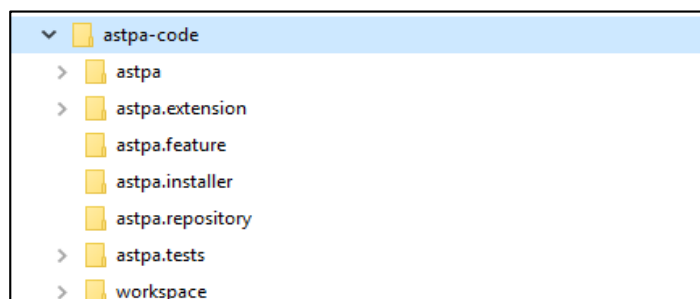 astpa-code
astpa
astpa.extension
astpa.feature
astpa.installer
astpa.repository
astpa.tests
workspace